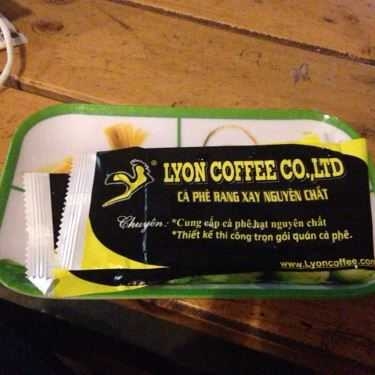 LYON COFFEE CO.,LTD
CÀ PHÊ RANG XAY NGUYÊN CHẤT
Chuyên: *Cung cấp cà phê hạt nguyên chất
*Thiết kế thi công trọn gói quán cà phê.
www.Lyoncoffee.com